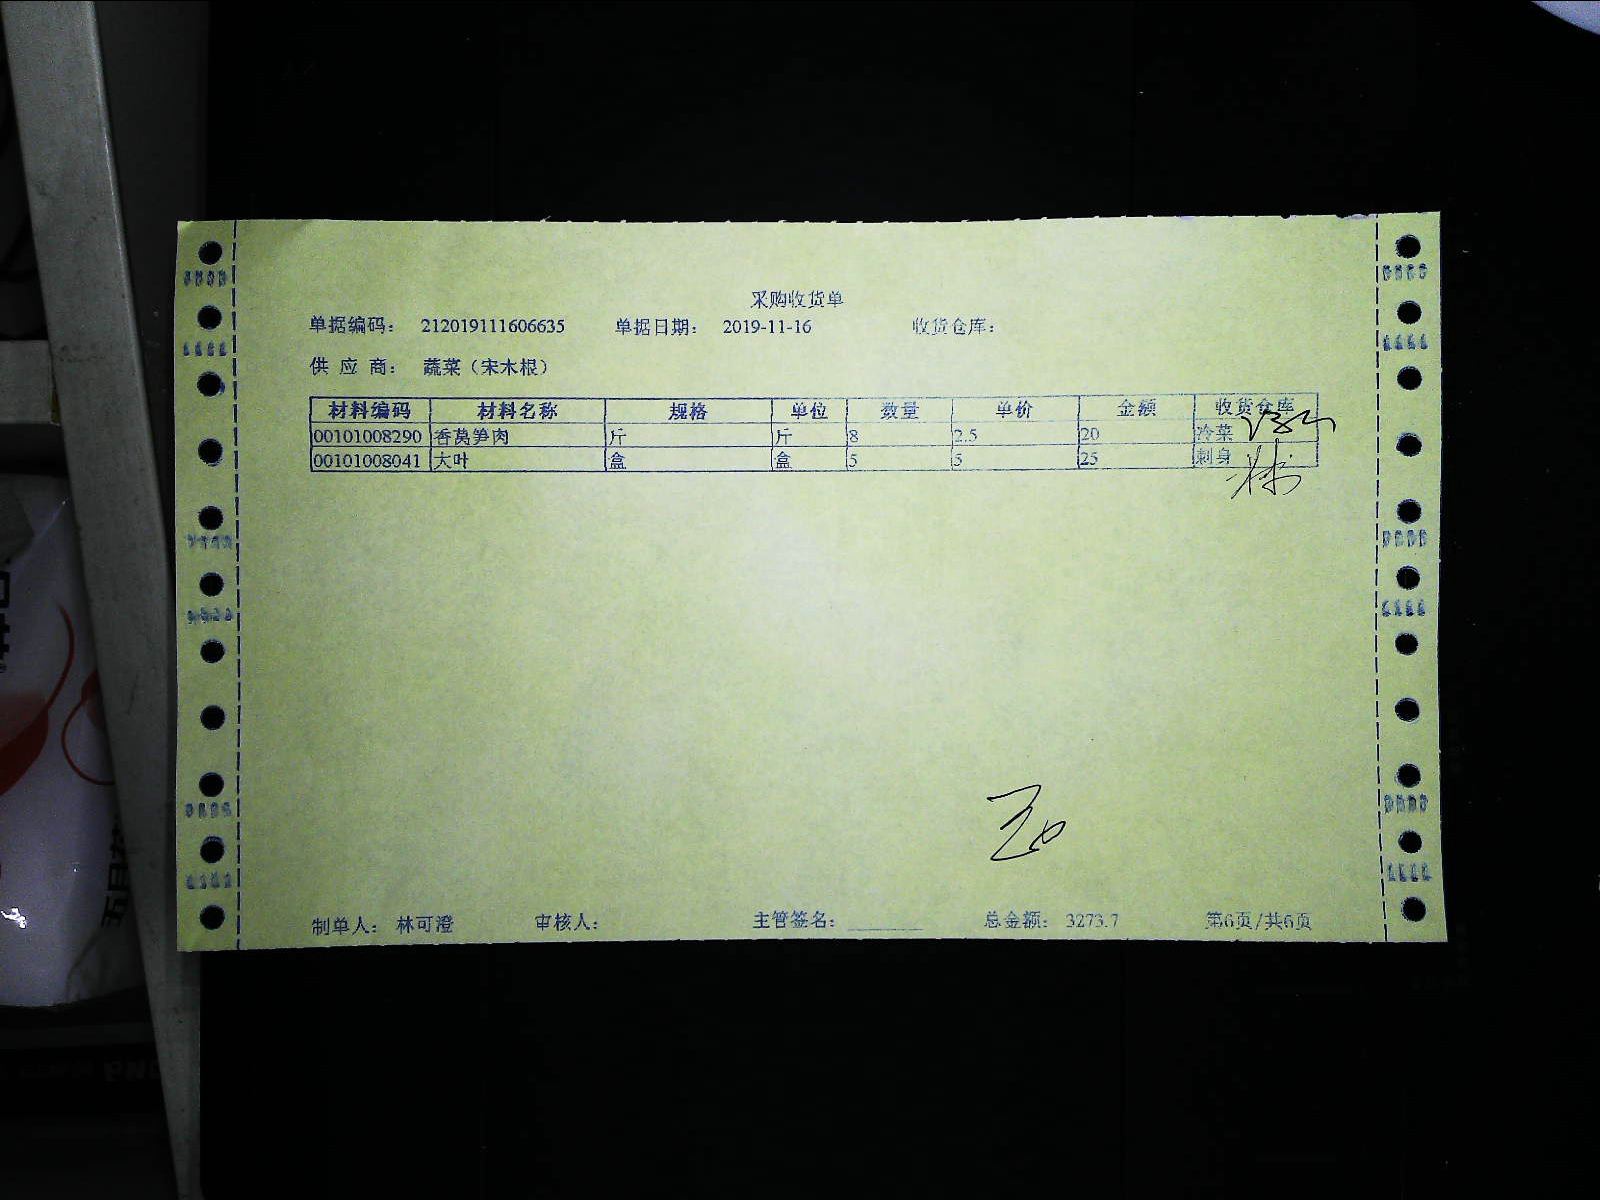 采购收货单
单据编码: 212019111606635 单据日期: 2019-11-16 收货仓库:
供 应 商: 蔬菜（宋木根）
材料编码 材料名称 规格 单位 数量 单价 金额 收货仓库
00101008290 香莴笋肉 斤 斤 8 2.5 20 冷菜
00101008041 大叶 盒 盒 5 5 25 刺身
制单人: 林可澄 审核人: 主管签名: 总金额: 3273.7 第6页/共6页